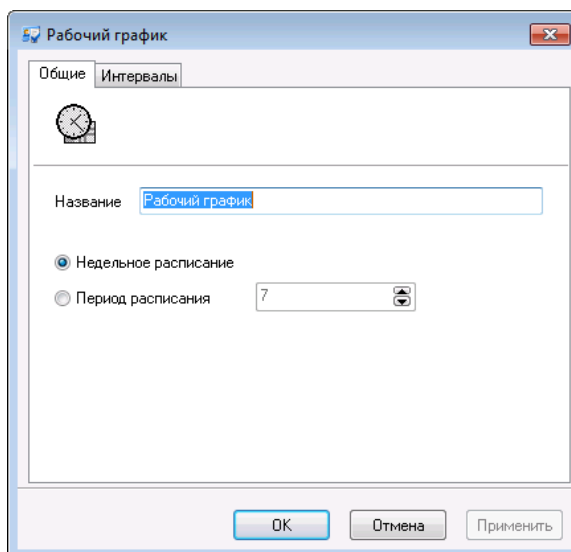 Рабочий график
Общие Интервалы
Название Рабочий график
Недельное расписание
Период расписания 7
OK Отмена Применить